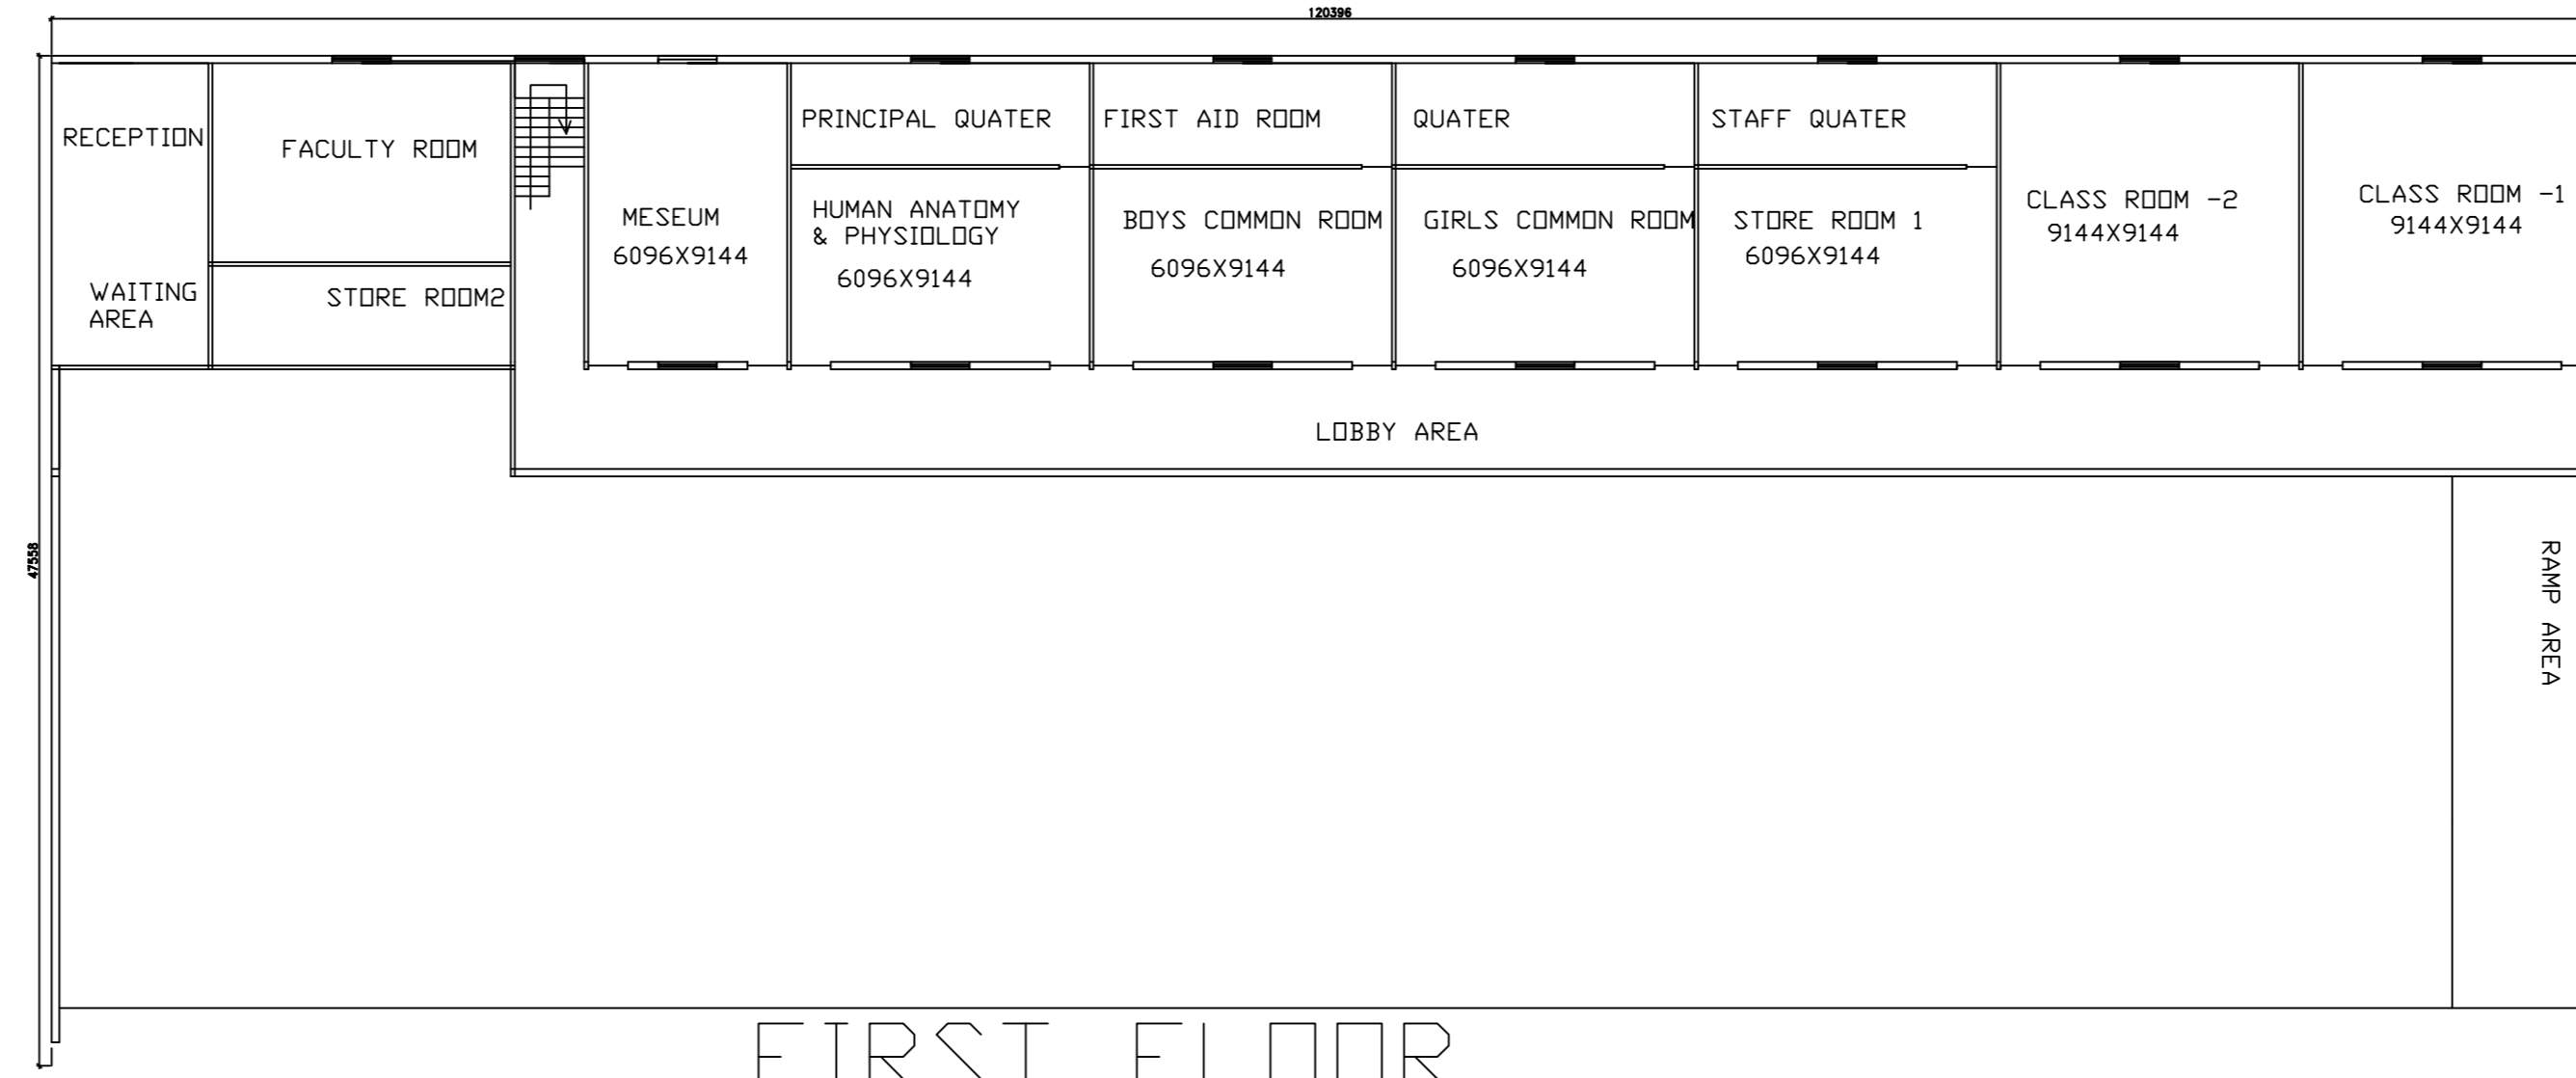 120396
RECEPTION
FACULTY ROOM
PRINCIPAL QUATER
FIRST AID ROOM
QUATER
STAFF QUATER
WAITING
AREA
STORE ROOM2
MESEUM
6096X9144
HUMAN ANATOMY
& PHYSIOLOGY
6096X9144
BOYS COMMON ROOM
6096X9144
GIRLS COMMON ROOM
6096X9144
STORE ROOM 1
6096X9144
CLASS ROOM -2
9144X9144
CLASS ROOM -1
9144X9144
LOBBY AREA
47558
RAMP AREA
FIRST FLOOR